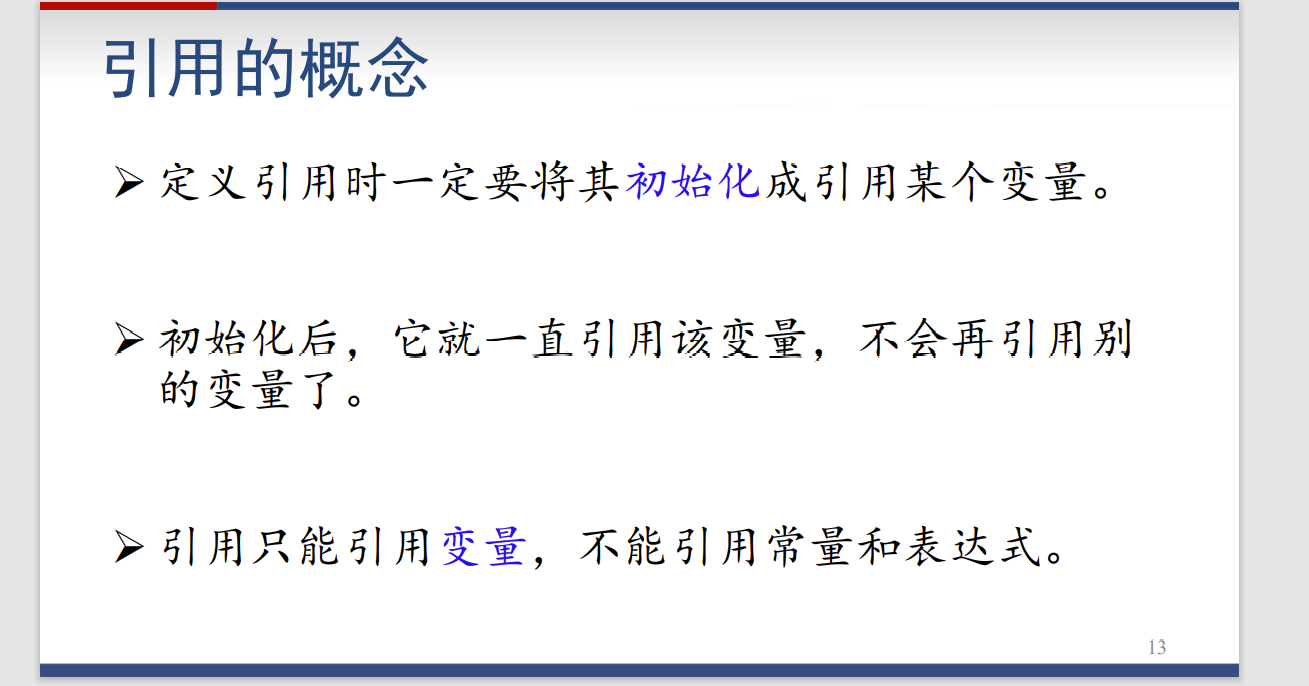 引用的概念
➢ 定义引用时一定要将其初始化成引用某个变量。
➢ 初始化后，它就一直引用该变量，不会再引用别
的变量了。
➢ 引用只能引用变量，不能引用常量和表达式。
13